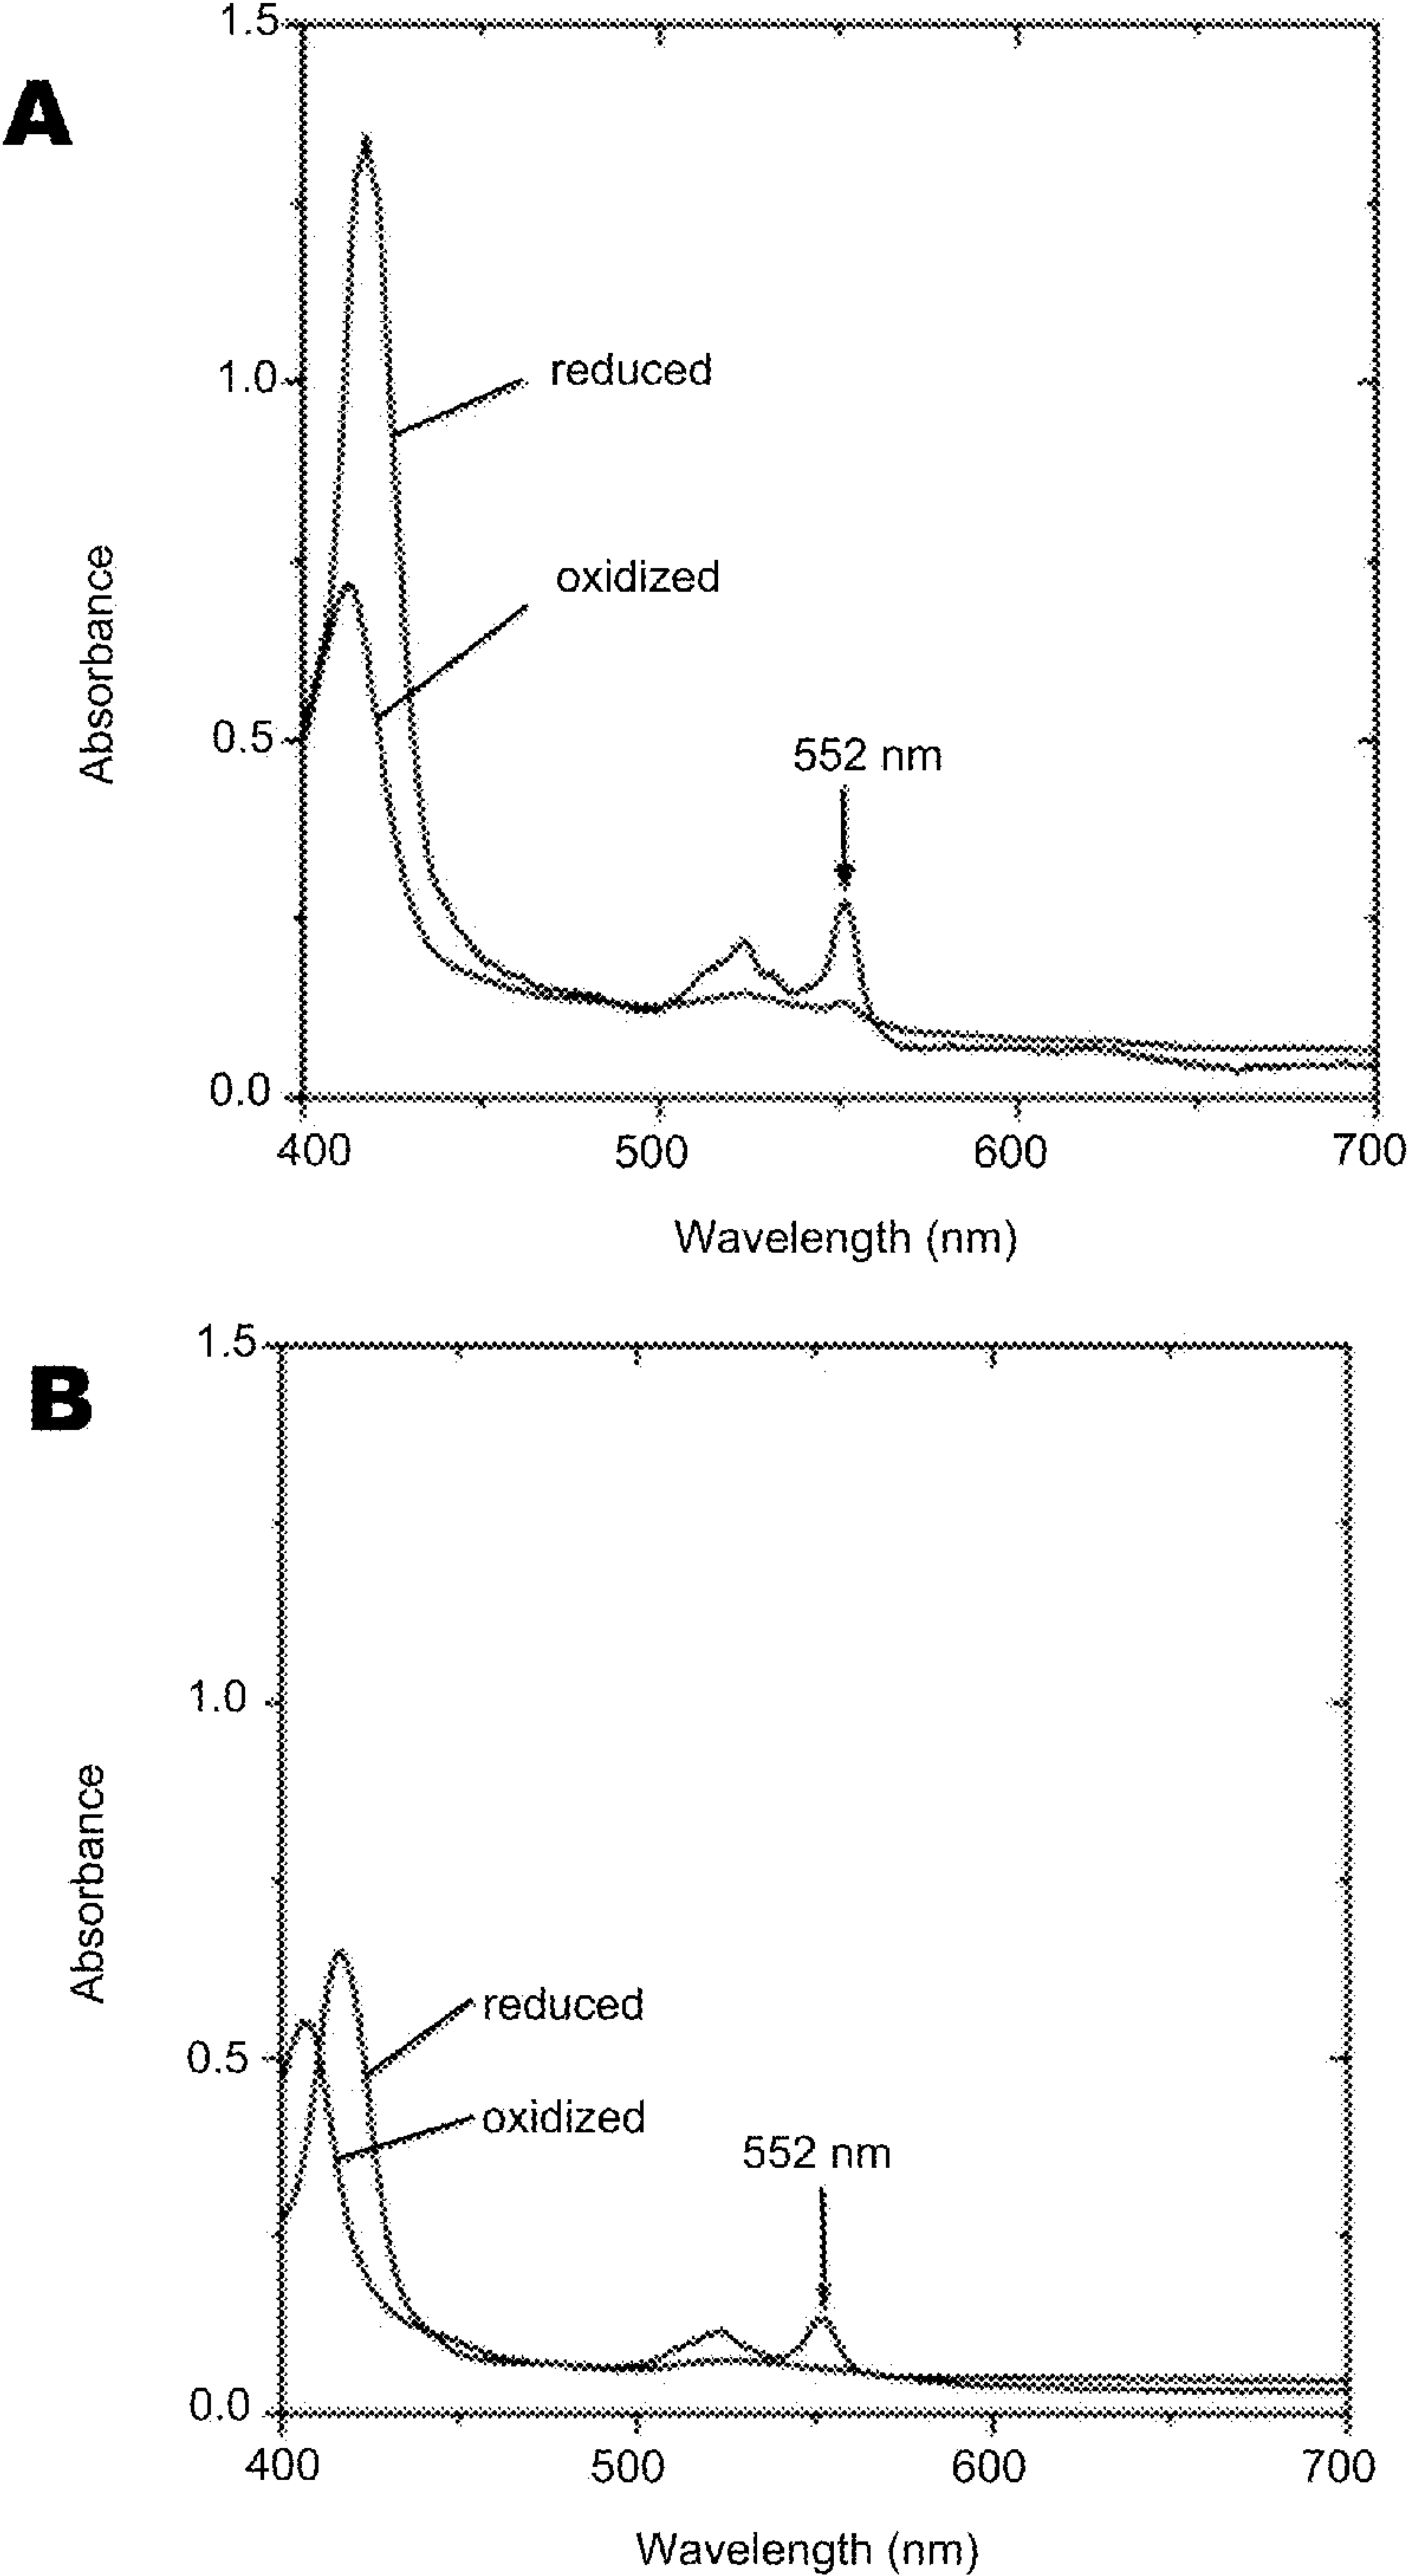 A
1.5
1.0
0.5
0.0
Absorbance
reduced
oxidized
552 nm
400 500 600 700
Wavelength (nm)
B
1.5
1.0
0.5
0.0
Absorbance
reduced
oxidized
552 nm
400 500 600 700
Wavelength (nm)